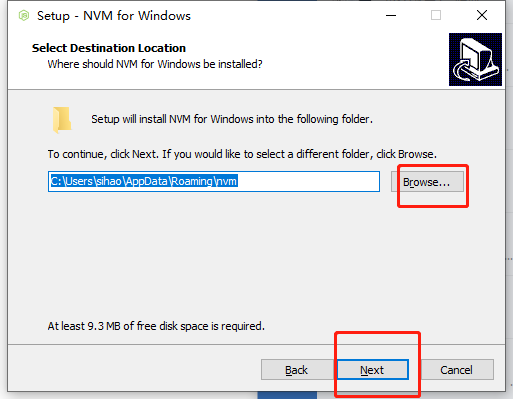 Setup - NVM for Windows
Select Destination Location
Where should NVM for Windows be installed?
Setup will install NVM for Windows into the following folder.
To continue, click Next. If you would like to select a different folder, click Browse.
C:\Users\sihao\AppData\Roaming\nvm
Browse...
At least 9.3 MB of free disk space is required.
Back
Next
Cancel